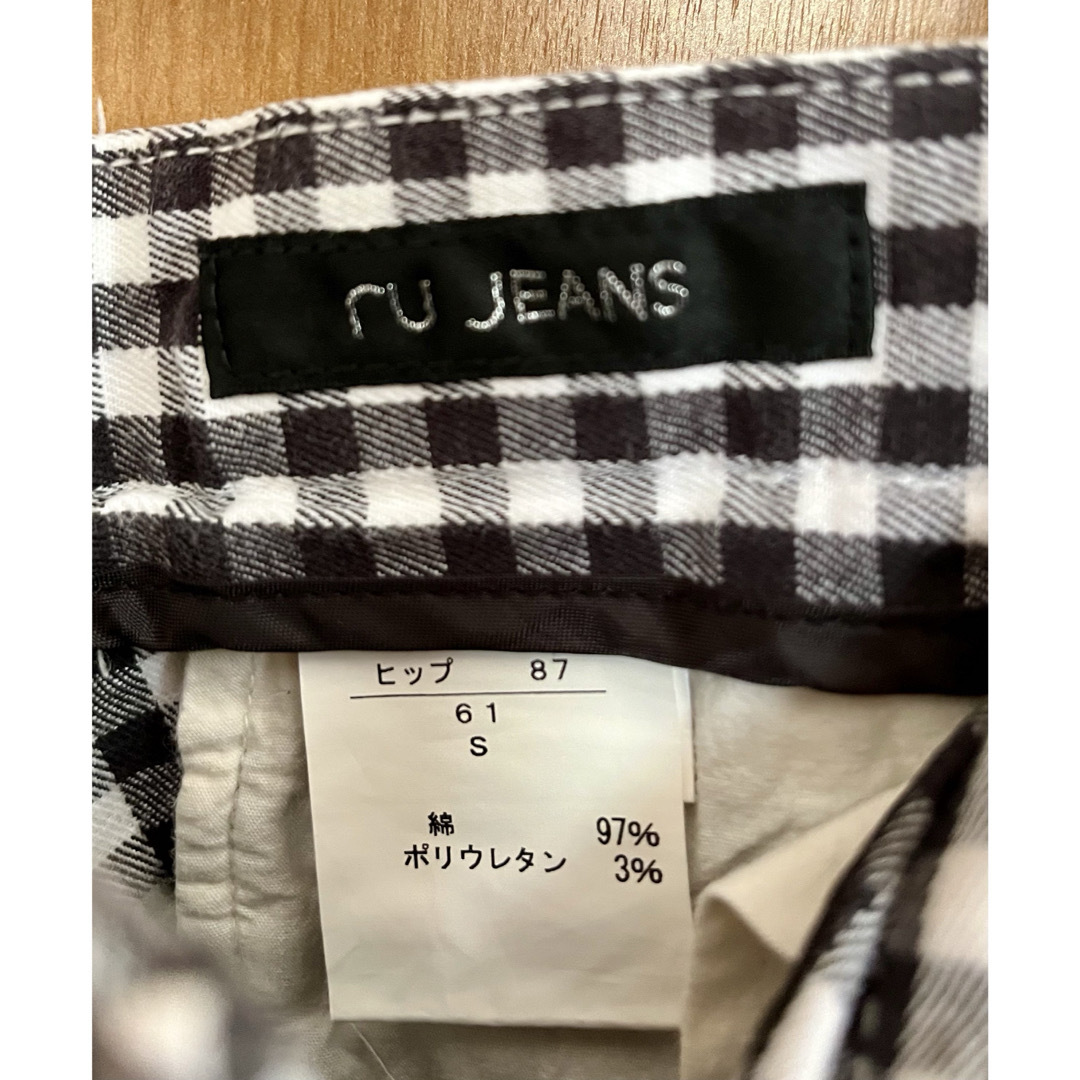 ru JEANS
ヒップ 87
61
S
綿 97%
ポリウレタン 3%